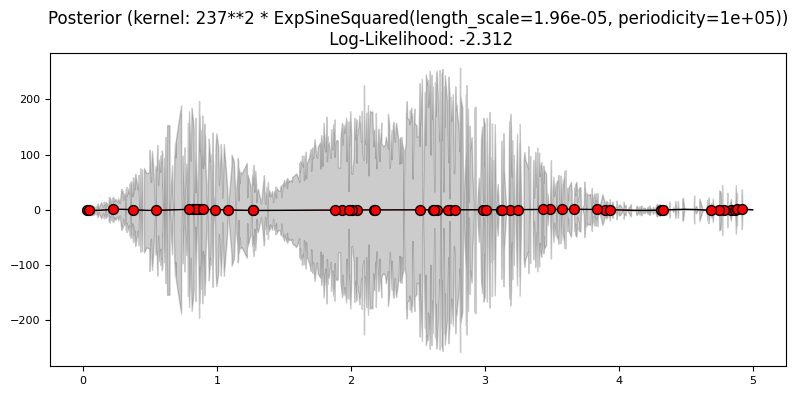 Posterior (kernel: 237**2 * ExpSineSquared(length_scale=1.96e-05, periodicity=1e+05))
Log-Likelihood: -2.312
200
100
0
−100
−200
0 1 2 3 4 5